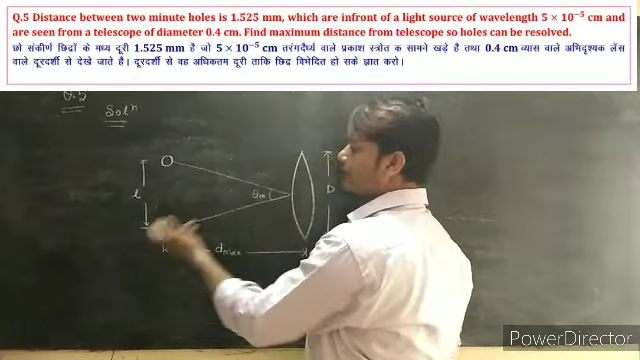 Q.5 Distance between two minute holes is 1.525 mm, which are infront of a light source of wavelength 5 × 10⁻⁵ cm and
are seen from a telescope of diameter 0.4 cm. Find maximum distance from telescope so holes can be resolved.
छो संकीर्ण छिद्रों के मध्य दूरी 1.525 mm है जो 5 × 10⁻⁵ cm तरंगदैर्घ्य वाले प्रकाश स्त्रोत क सामने खड़े है तथा 0.4 cm व्यास वाले अभिदृश्यक लेंस
वाले दूरदर्शी से देखे जाते है। दूरदर्शी से वह अधिकतम दूरी ताकि छिद्र विभेदित हो सके ज्ञात करो।
Q.5
Solⁿ
l
θm
D
dmax
PowerDirector